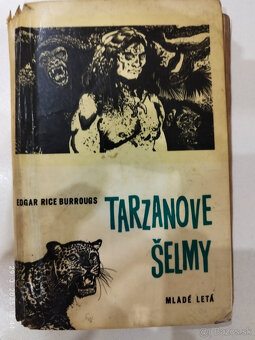 EDGAR RICE BURROUGS
TARZANOVE
ŠELMY
MLADÉ LETÁ